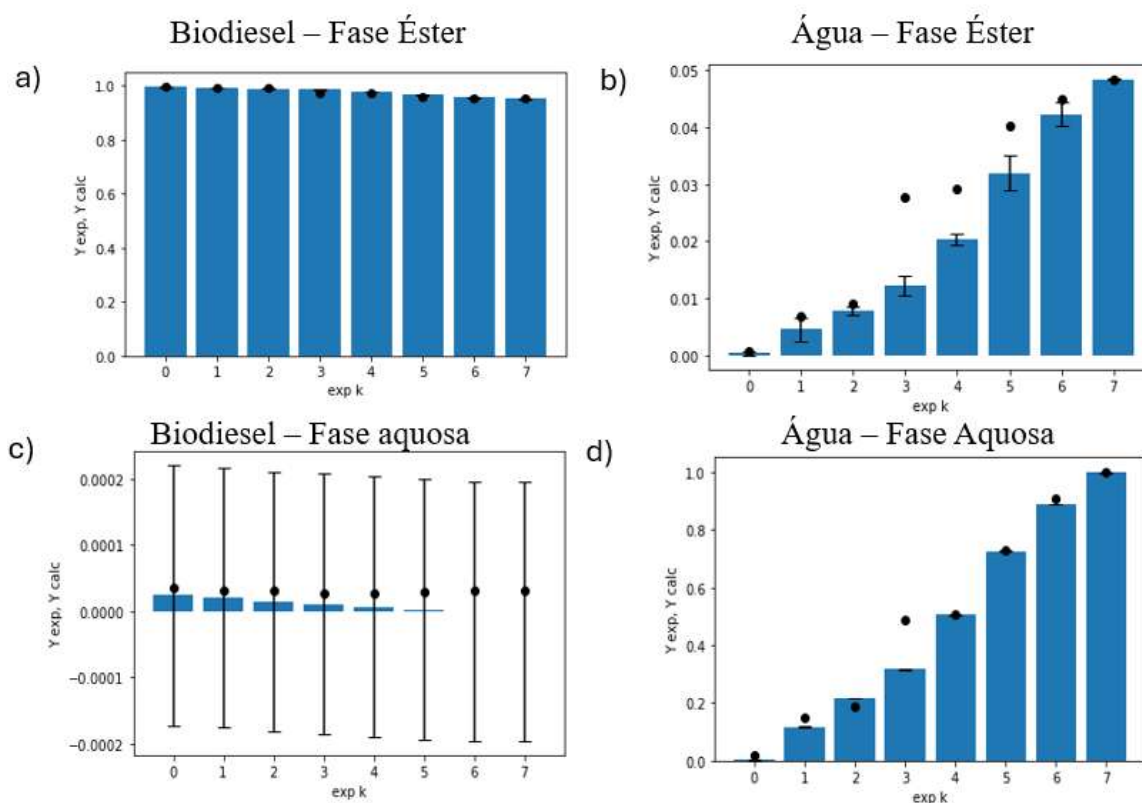 Biodiesel – Fase Éster
a)
1.0
0.8
0.6
0.4
0.2
0.0
Y exp, Y calc
0 1 2 3 4 5 6 7
exp k
Água – Fase Éster
b)
0.05
0.04
0.03
0.02
0.01
0.00
Y exp, Y calc
0 1 2 3 4 5 6 7
exp k
Biodiesel – Fase aquosa
c)
0.0002
0.0001
0.0000
−0.0001
−0.0002
Y exp, Y calc
0 1 2 3 4 5 6 7
exp k
Água – Fase Aquosa
d)
1.0
0.8
0.6
0.4
0.2
0.0
Y exp, Y calc
0 1 2 3 4 5 6 7
exp k